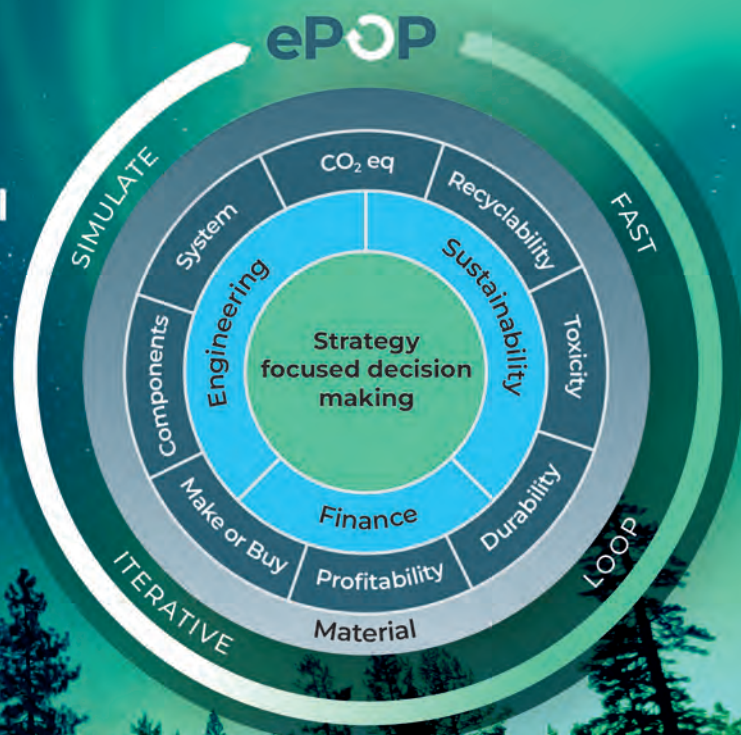 ePOP
SIMULATE
FAST
LOOP
ITERATIVE
CO₂ eq
Recyclability
Toxicity
Durability
Profitability
Make or Buy
Components
System
Engineering
Sustainability
Finance
Strategy
focused decision
making
Material